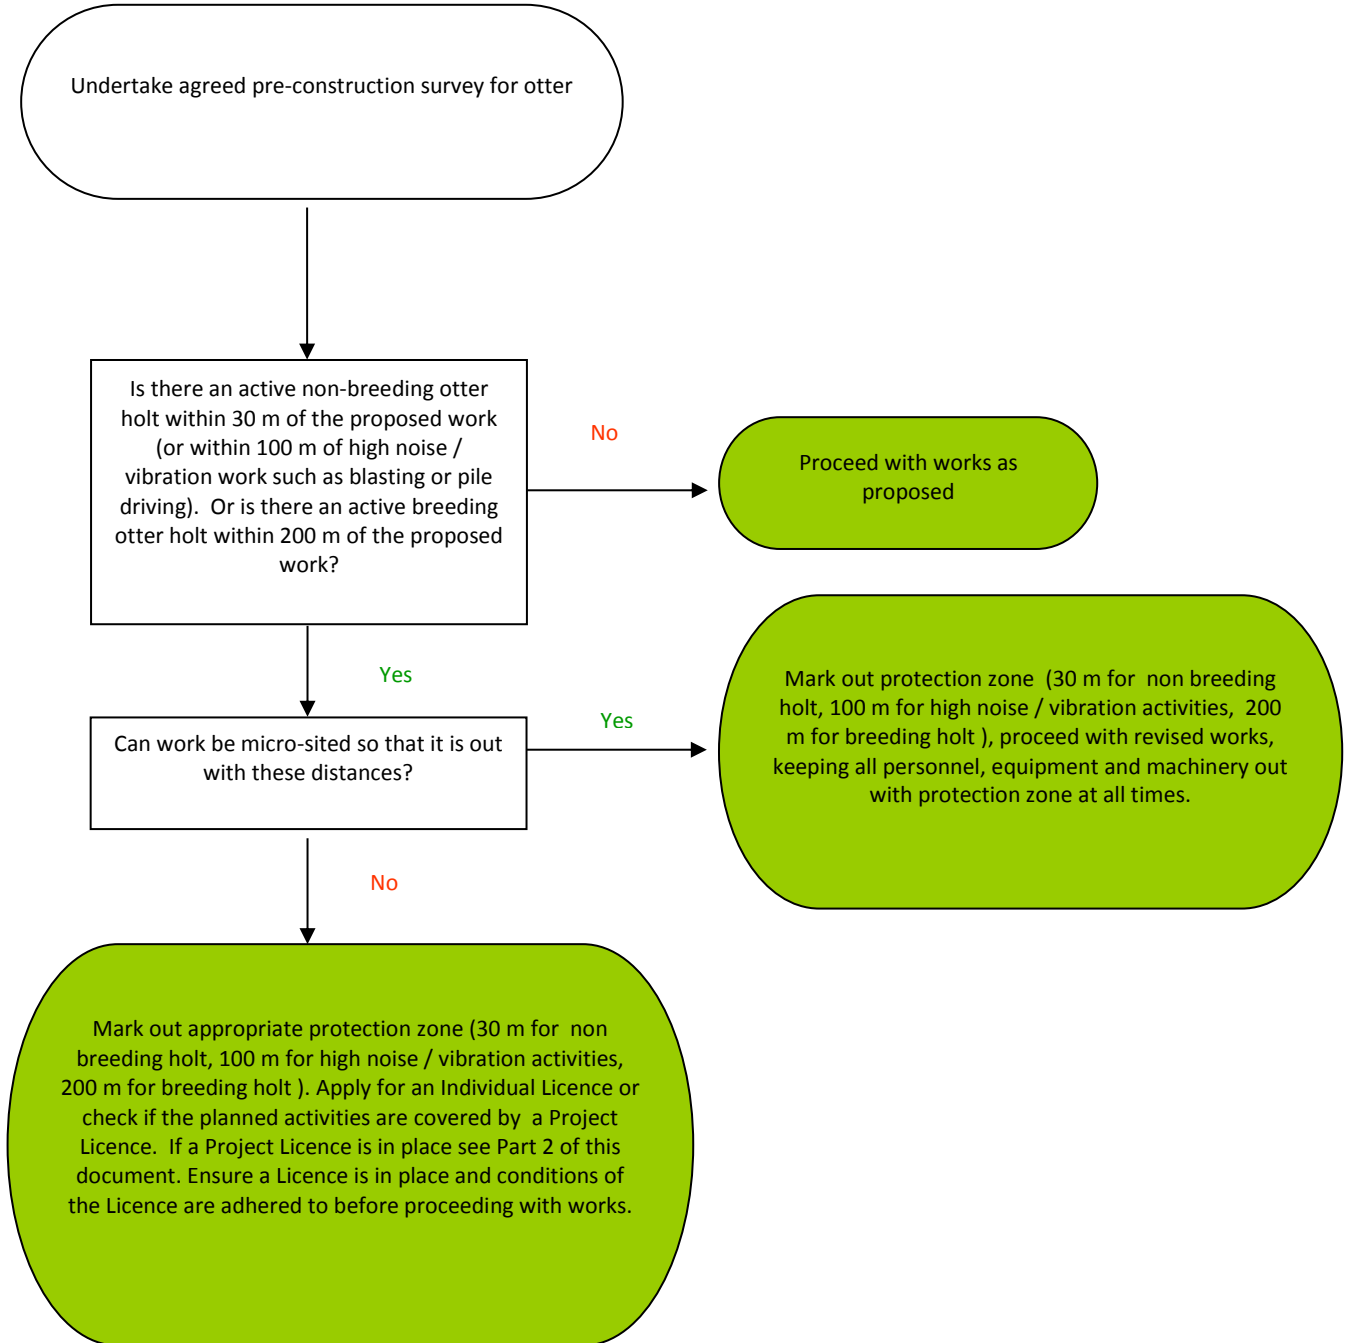 Undertake agreed pre-construction survey for otter
Is there an active non-breeding otter
holt within 30 m of the proposed work
(or within 100 m of high noise /
vibration work such as blasting or pile
driving).  Or is there an active breeding
otter holt within 200 m of the proposed
work?
No
Proceed with works as
proposed
Yes
Can work be micro-sited so that it is out
with these distances?
Yes
Mark out protection zone  (30 m for  non breeding
holt, 100 m for high noise / vibration activities,  200
m for breeding holt ), proceed with revised works,
keeping all personnel, equipment and machinery out
with protection zone at all times.
No
Mark out appropriate protection zone (30 m for  non
breeding holt, 100 m for high noise / vibration activities,
200 m for breeding holt ). Apply for an Individual Licence or
check if the planned activities are covered by  a Project
Licence.  If a Project Licence is in place see Part 2 of this
document. Ensure a Licence is in place and conditions of
the Licence are adhered to before proceeding with works.